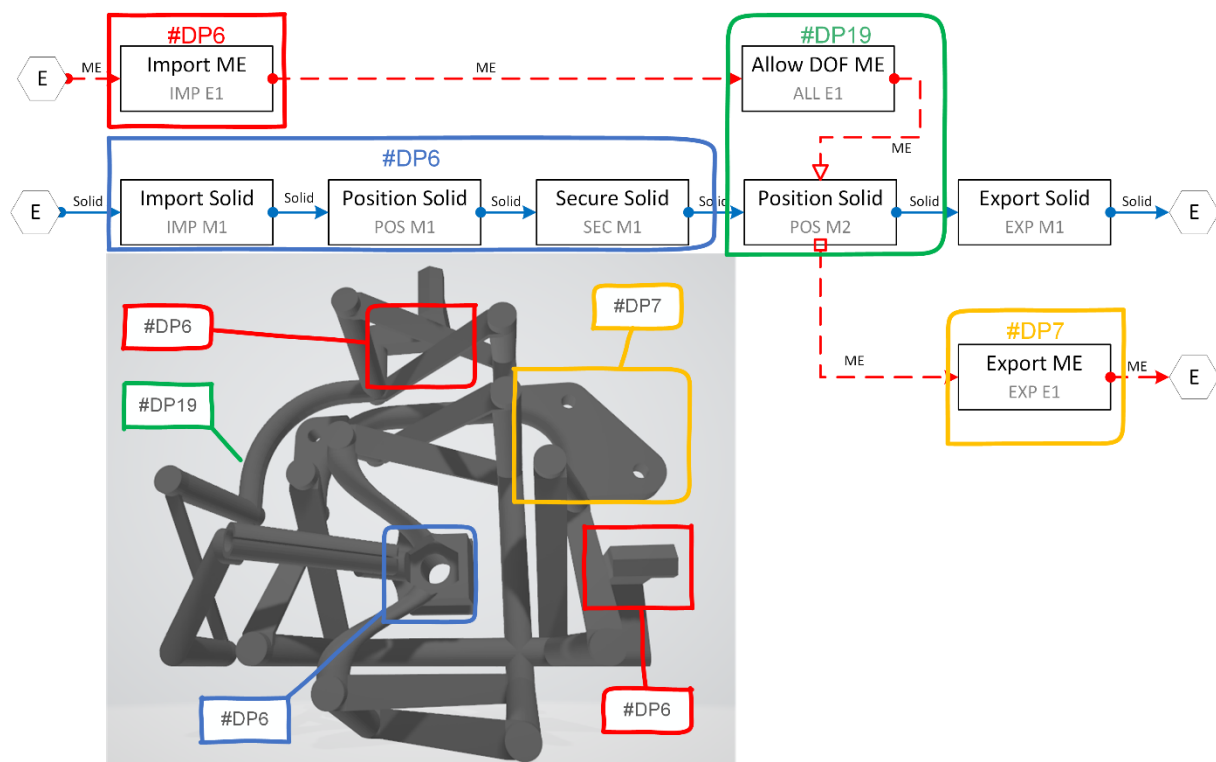 #DP6
#DP19
E
ME
Import ME
IMP E1
ME
Allow DOF ME
ALL E1
ME
#DP6
E
Solid
Import Solid
IMP M1
Solid
Position Solid
POS M1
Solid
Secure Solid
SEC M1
Solid
Position Solid
POS M2
Solid
Export Solid
EXP M1
Solid
E
#DP6
#DP7
#DP19
#DP7
ME
Export ME
EXP E1
ME
E
#DP6
#DP6